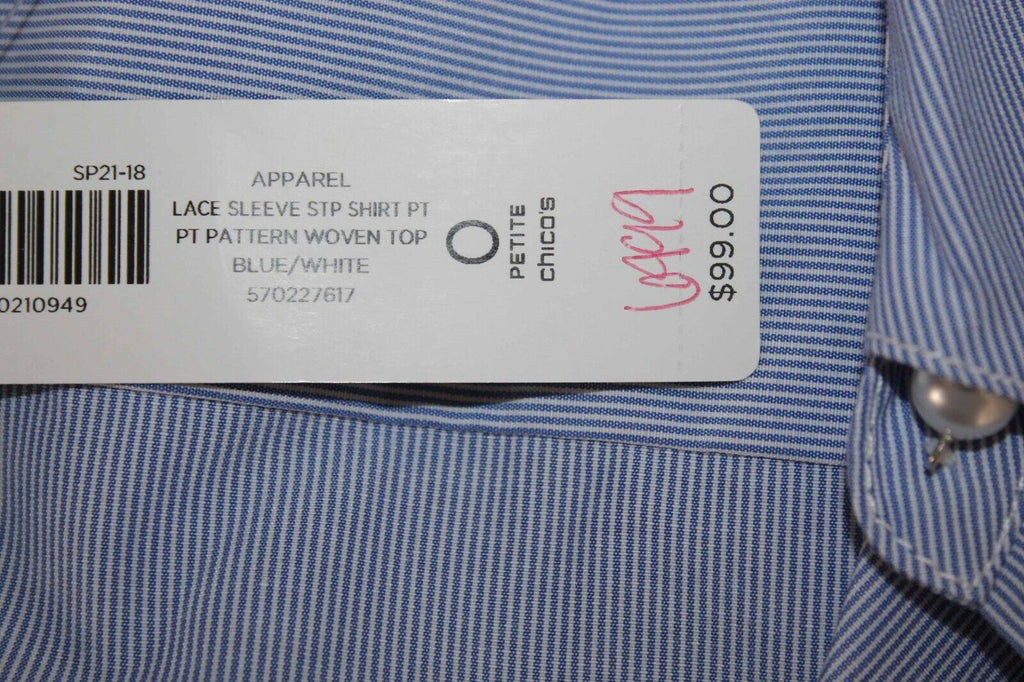 SP21-18
0210949
APPAREL
LACE SLEEVE STP SHIRT PT
PT PATTERN WOVEN TOP
BLUE/WHITE
570227617
0
PETITE
chico's
6499
$99.00